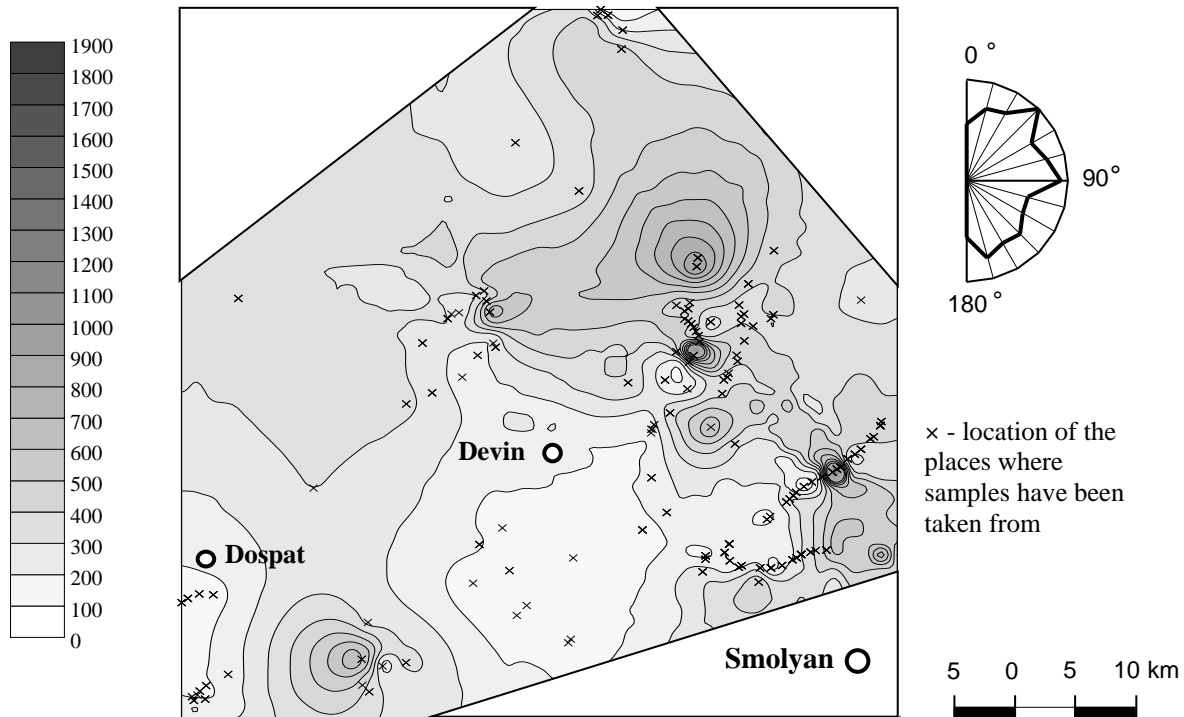 1900
1800
1700
1600
1500
1400
1300
1200
1100
1000
900
800
700
600
500
400
300
200
100
0
Devin
Dospat
Smolyan
0 °
90°
180 °
× - location of the
places where
samples have been
taken from
5 0 5 10 km